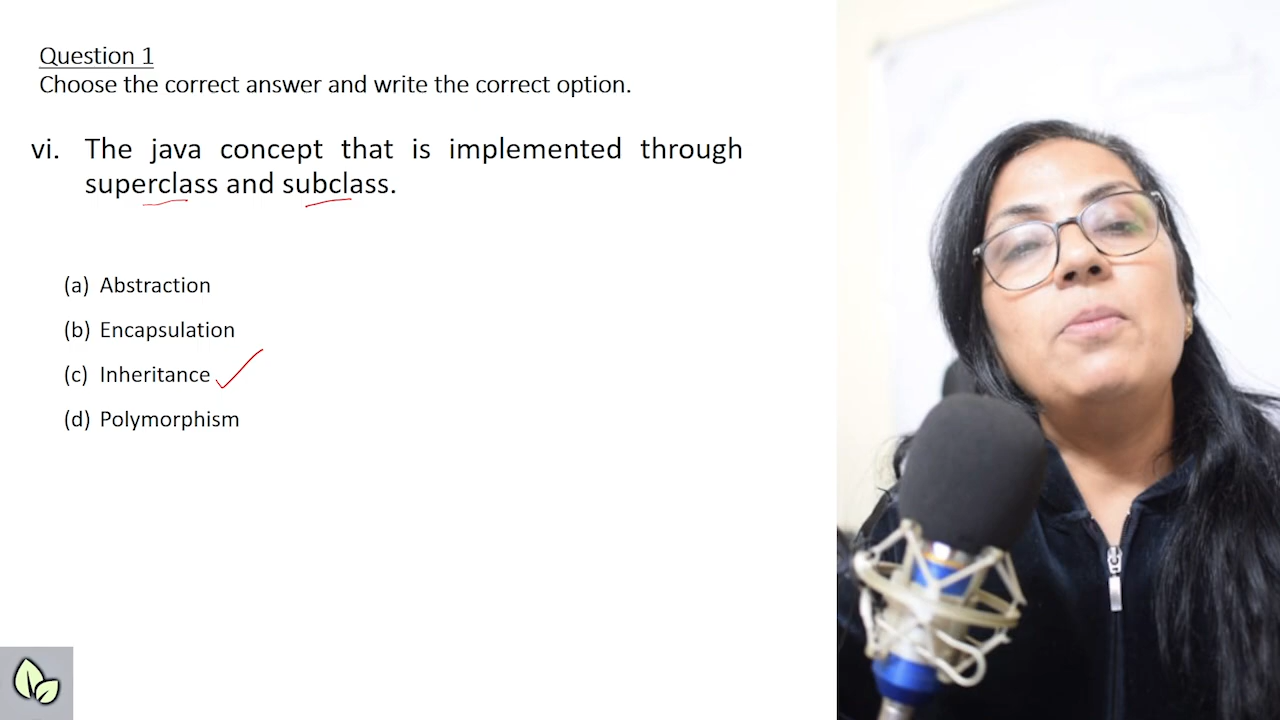 Question 1
Choose the correct answer and write the correct option.
vi. The java concept that is implemented through
superclass and subclass.
(a) Abstraction
(b) Encapsulation
(c) Inheritance
(d) Polymorphism